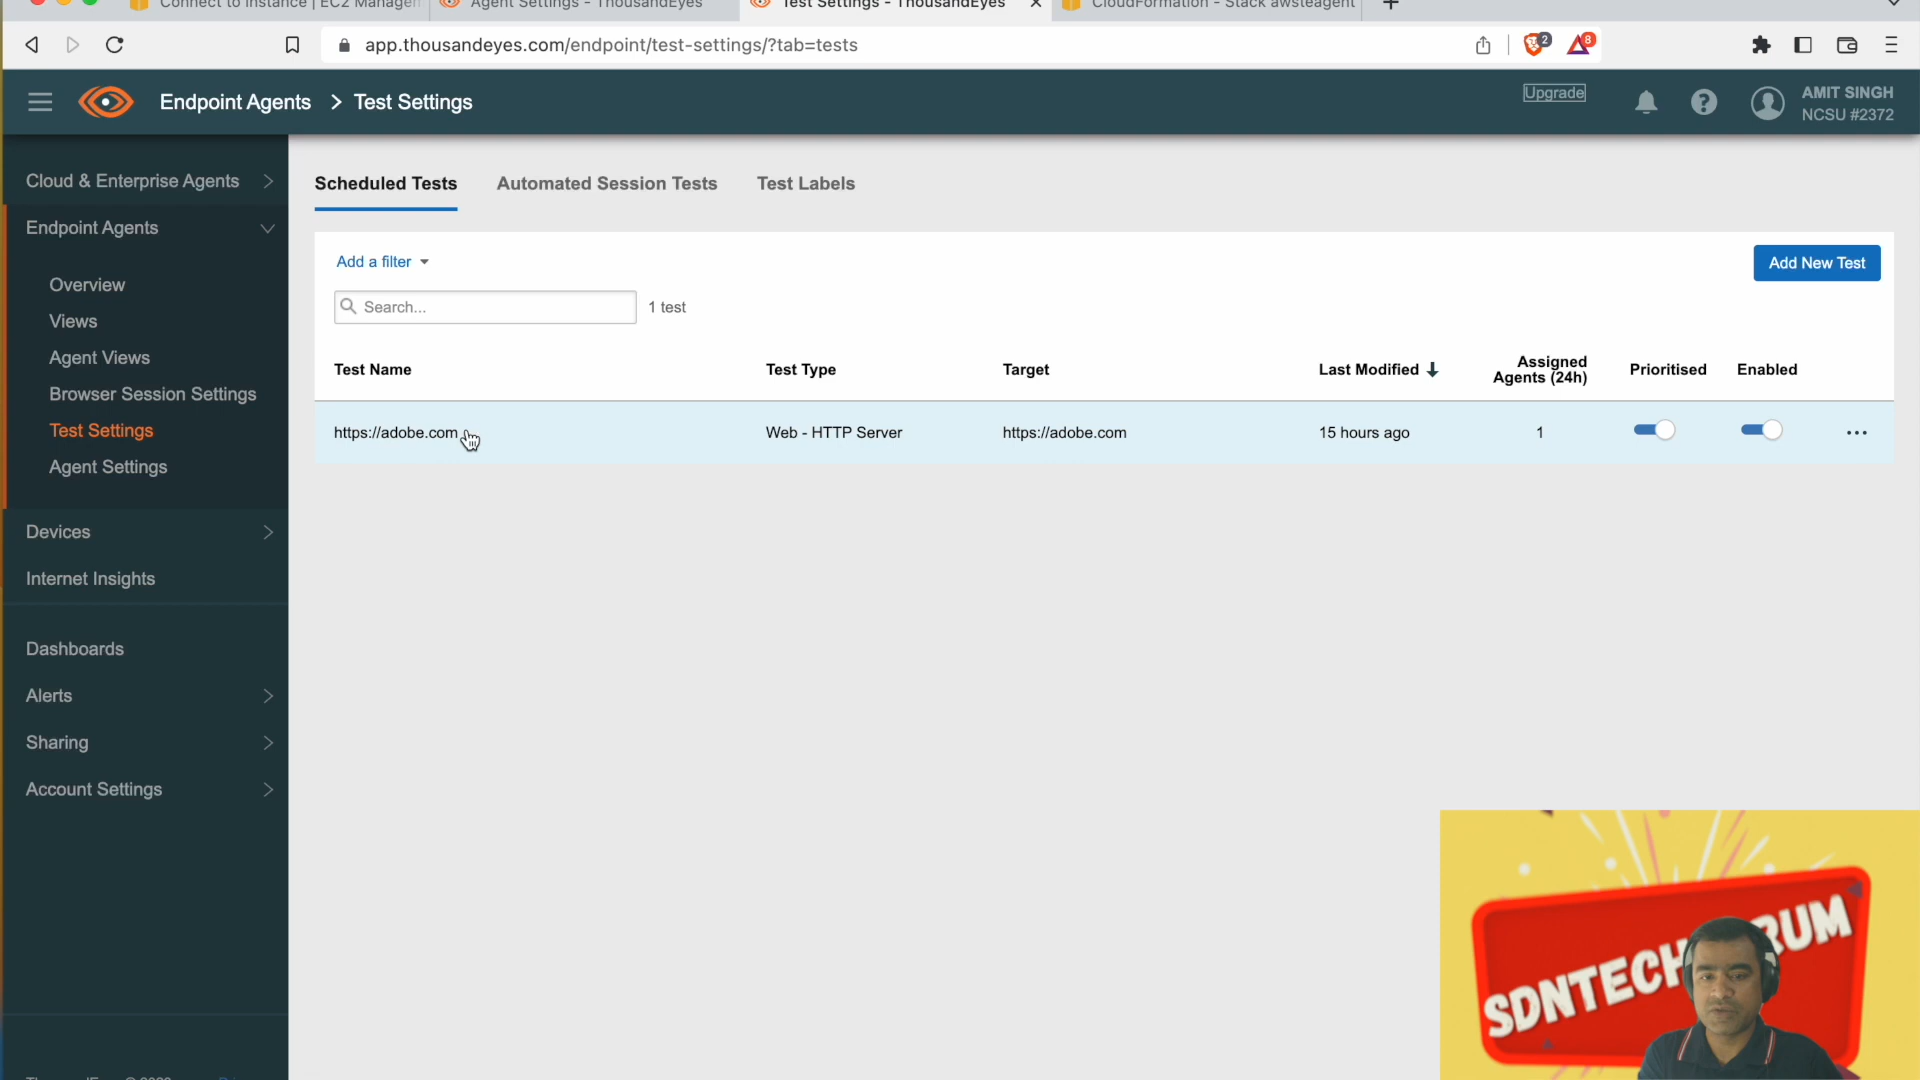 Connect to instance | EC2 Managem
Agent Settings - ThousandEyes
Test Settings - ThousandEyes
CloudFormation - Stack awsteagent
app.thousandeyes.com/endpoint/test-settings/?tab=tests
2
8
Endpoint Agents > Test Settings
Upgrade
AMIT SINGH
NCSU #2372
Cloud & Enterprise Agents
Endpoint Agents
Overview
Views
Agent Views
Browser Session Settings
Test Settings
Agent Settings
Devices
Internet Insights
Dashboards
Alerts
Sharing
Account Settings
Scheduled Tests Automated Session Tests Test Labels
Add a filter
Add New Test
Search...
1 test
Test Name Test Type Target Last Modified Assigned Agents (24h) Prioritised Enabled
https://adobe.com Web - HTTP Server https://adobe.com 15 hours ago 1